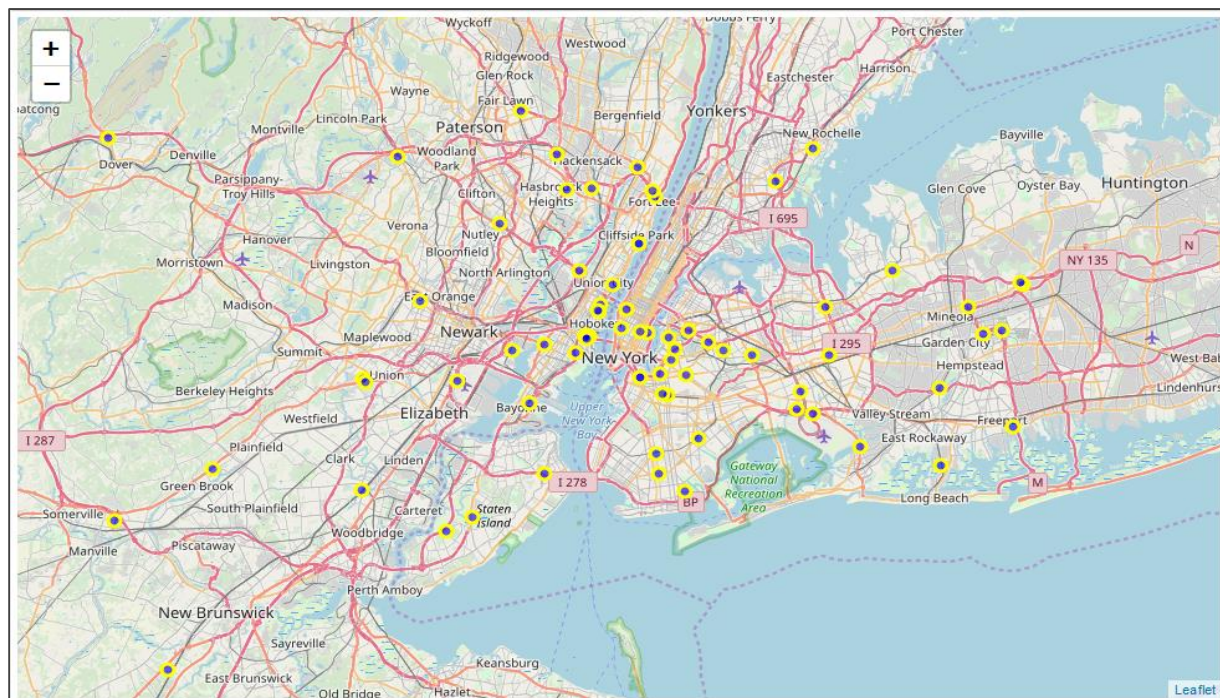 Wyckoff
Westwood
Dobbs Ferry
Port Chester
Ridgewood
Glen Rock
Harrison
Eastchester
Wayne
Fair Lawn
Yonkers
Bergenfield
Lincoln Park
Paterson
Montville
New Rochelle
Bayville
Denville
Woodland
Park
Hackensack
Dover
Parsippany-
Troy Hills
Clifton
Hasbrouck
Heights
Fort Lee
Glen Cove
Oyster Bay
Huntington
I 695
Verona
Nutley
Cliffside Park
Hanover
Bloomfield
N
Morristown
Livingston
North Arlington
Union City
NY 135
East Orange
Madison
Mineola
Maplewood
Newark
Hoboken
I 295
Garden City
Summit
New York
West Bab
Hempstead
Berkeley Heights
Union
Lindenhurst
Elizabeth
Bayonne
Upper
New York
Bay
Valley Stream
Freeport
Westfield
I 287
Plainfield
East Rockaway
Clark
Linden
Gateway
National
Recreation
Area
Green Brook
I 278
M
Long Beach
BP
Somerville
South Plainfield
Carteret
Staten
Island
Manville
Woodbridge
Piscataway
Perth Amboy
New Brunswick
Sayreville
Keansburg
East Brunswick
Old Bridge
Hazlet
Leaflet